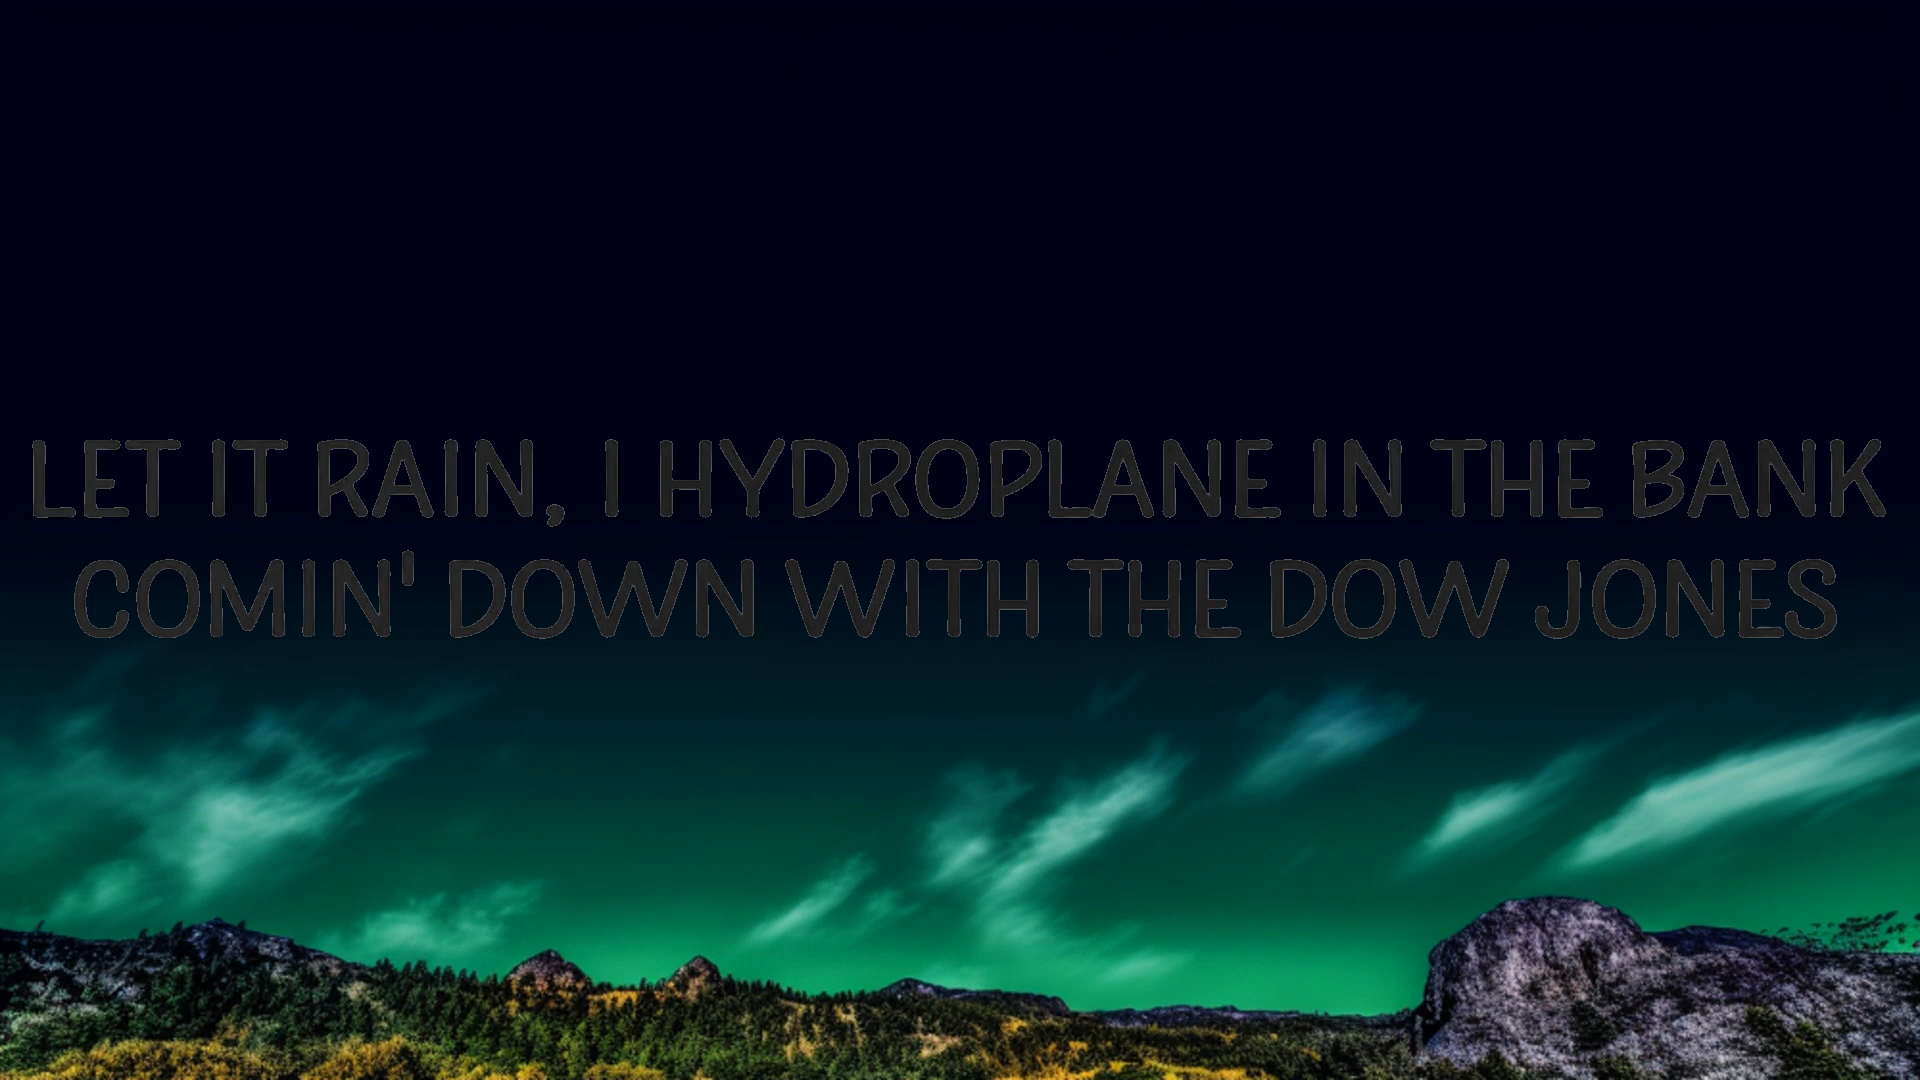 LET IT RAIN, I HYDROPLANE IN THE BANK
COMIN' DOWN WITH THE DOW JONES